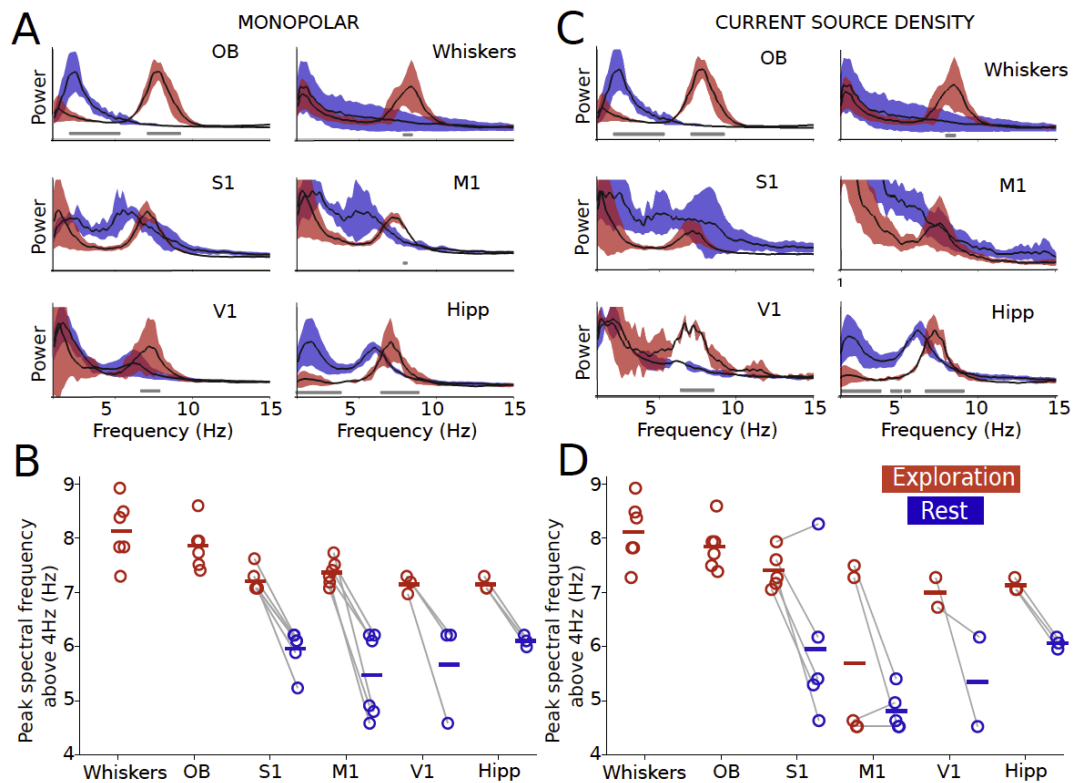 A
MONOPOLAR
C
CURRENT SOURCE DENSITY
OB
Whiskers
Power
OB
Whiskers
Power
S1
M1
Power
S1
M1
Power
1
V1
Hipp
Power
V1
Hipp
Power
5 10 15 5 10 15
Frequency (Hz) Frequency (Hz)
5 10 15 5 10 15
Frequency (Hz) Frequency (Hz)
B
9
8
7
6
5
4
Peak spectral frequency
above 4Hz (Hz)
Whiskers OB S1 M1 V1 Hipp
D
Exploration
Rest
9
8
7
6
5
4
Peak spectral frequency
above 4Hz (Hz)
Whiskers OB S1 M1 V1 Hipp